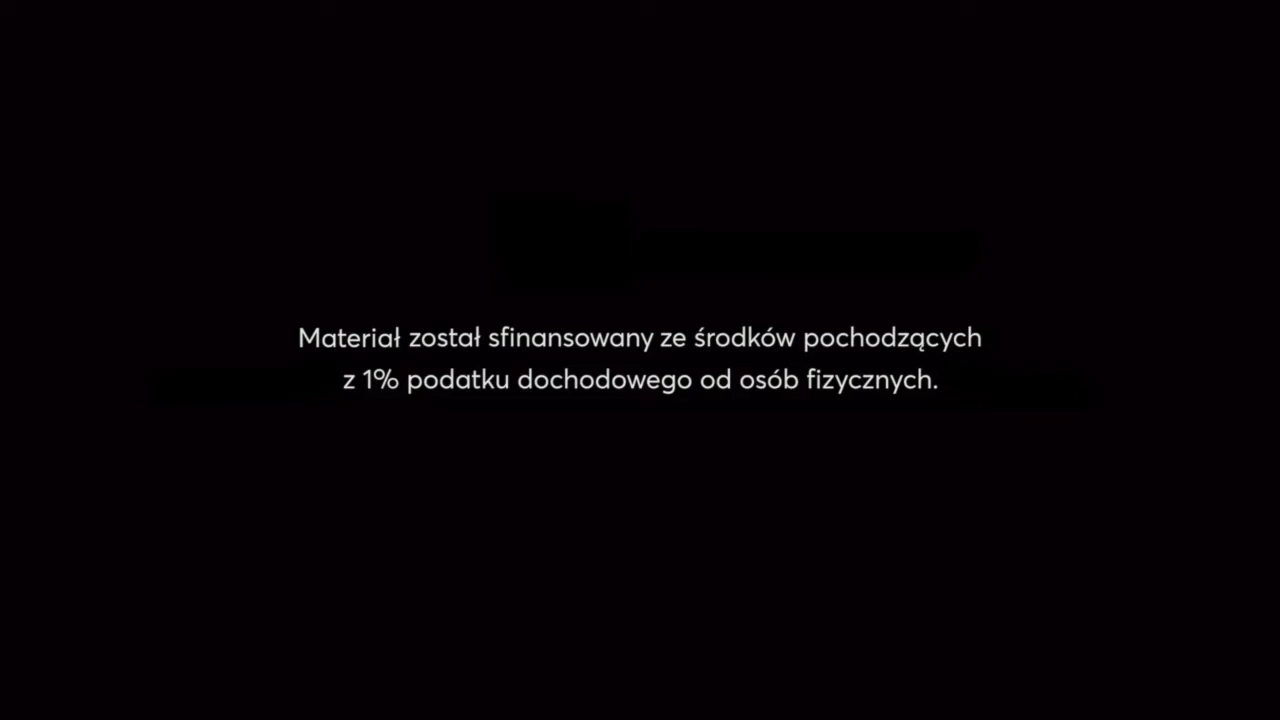 Materiał został sfinansowany ze środków pochodzących
z 1% podatku dochodowego od osób fizycznych.